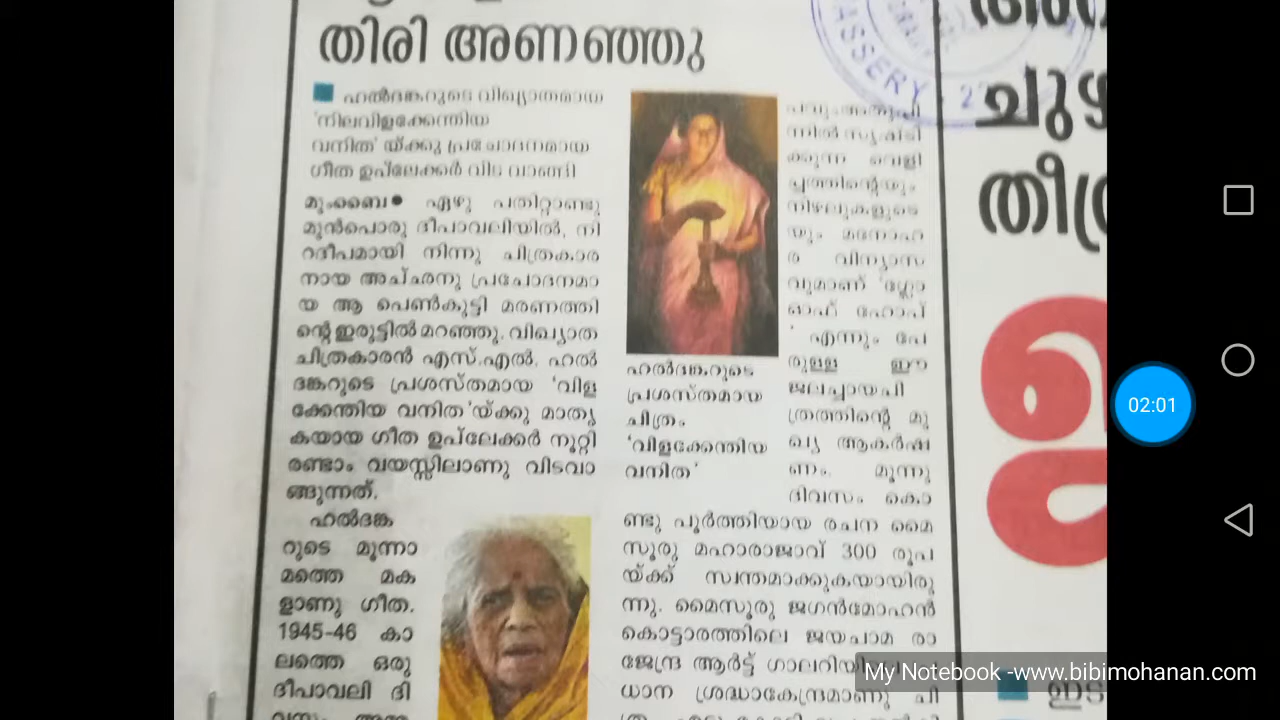 തിരി അണഞ്ഞു
ഹൽദങ്കറുടെ വിഖ്യാതമായ
'നിലവിളക്കേന്തിയ
വനിത' യ്ക്കു പ്രചോദനമായ
ഗീത ഉപ്‌ലേക്കർ വിട വാങ്ങി
മുംബൈ● ഏഴു പതിറ്റാണ്ടു
മുൻപൊരു ദീപാവലിയിൽ, നി
റദീപമായി നിന്നു ചിത്രകാര
നായ അച്ഛനു പ്രചോദനമാ
യ ആ പെൺകുട്ടി മരണത്തി
ന്റെ ഇരുട്ടിൽ മറഞ്ഞു. വിഖ്യാത
ചിത്രകാരൻ എസ്.എൽ. ഹൽ
ദങ്കറുടെ പ്രശസ്തമായ 'വിള
ക്കേന്തിയ വനിത'യ്ക്കു മാതൃ
കയായ ഗീത ഉപ്‌ലേക്കർ നൂറ്റി
രണ്ടാം വയസ്സിലാണു വിടവാ
ങ്ങുന്നത്.
ഹൽദങ്ക
റുടെ മൂന്നാ
മത്തെ മക
ളാണു ഗീത.
1945-46 കാ
ലത്തെ ഒരു
ദീപാവലി ദി
ഹൽദങ്കറുടെ
പ്രശസ്തമായ
ചിത്രം
'വിളക്കേന്തിയ
വനിത'
ന്നിൽ സൃഷ്ടി
ക്കുന്ന വെളി
ച്ചത്തിന്റെയും
നിഴലുകളുടെ
യും മനോഹ
ര വിന്യാസ
വുമാണ് 'ഗ്ലോ
ഓഫ് ഹോപ്
' എന്നും പേ
രുള്ള ഈ
ജലച്ചായചി
ത്രത്തിന്റെ മു
ഖ്യ ആകർഷ
ണം. മൂന്നു
ദിവസം കൊ
ണ്ടു പൂർത്തിയായ രചന മൈ
സൂരു മഹാരാജാവ് 300 രൂപ
യ്ക്ക് സ്വന്തമാക്കുകയായിരു
ന്നു. മൈസൂരു ജഗൻമോഹൻ
കൊട്ടാരത്തിലെ ജയചാമ രാ
ജേന്ദ്ര ആർട്ട് ഗാലറി
ധാന ശ്രദ്ധാകേന്ദ്രമാണു ചി
ചുഴ
തീ
ASSERY
ഇ
ഇട
02:01
My Notebook -www.bibimohanan.com